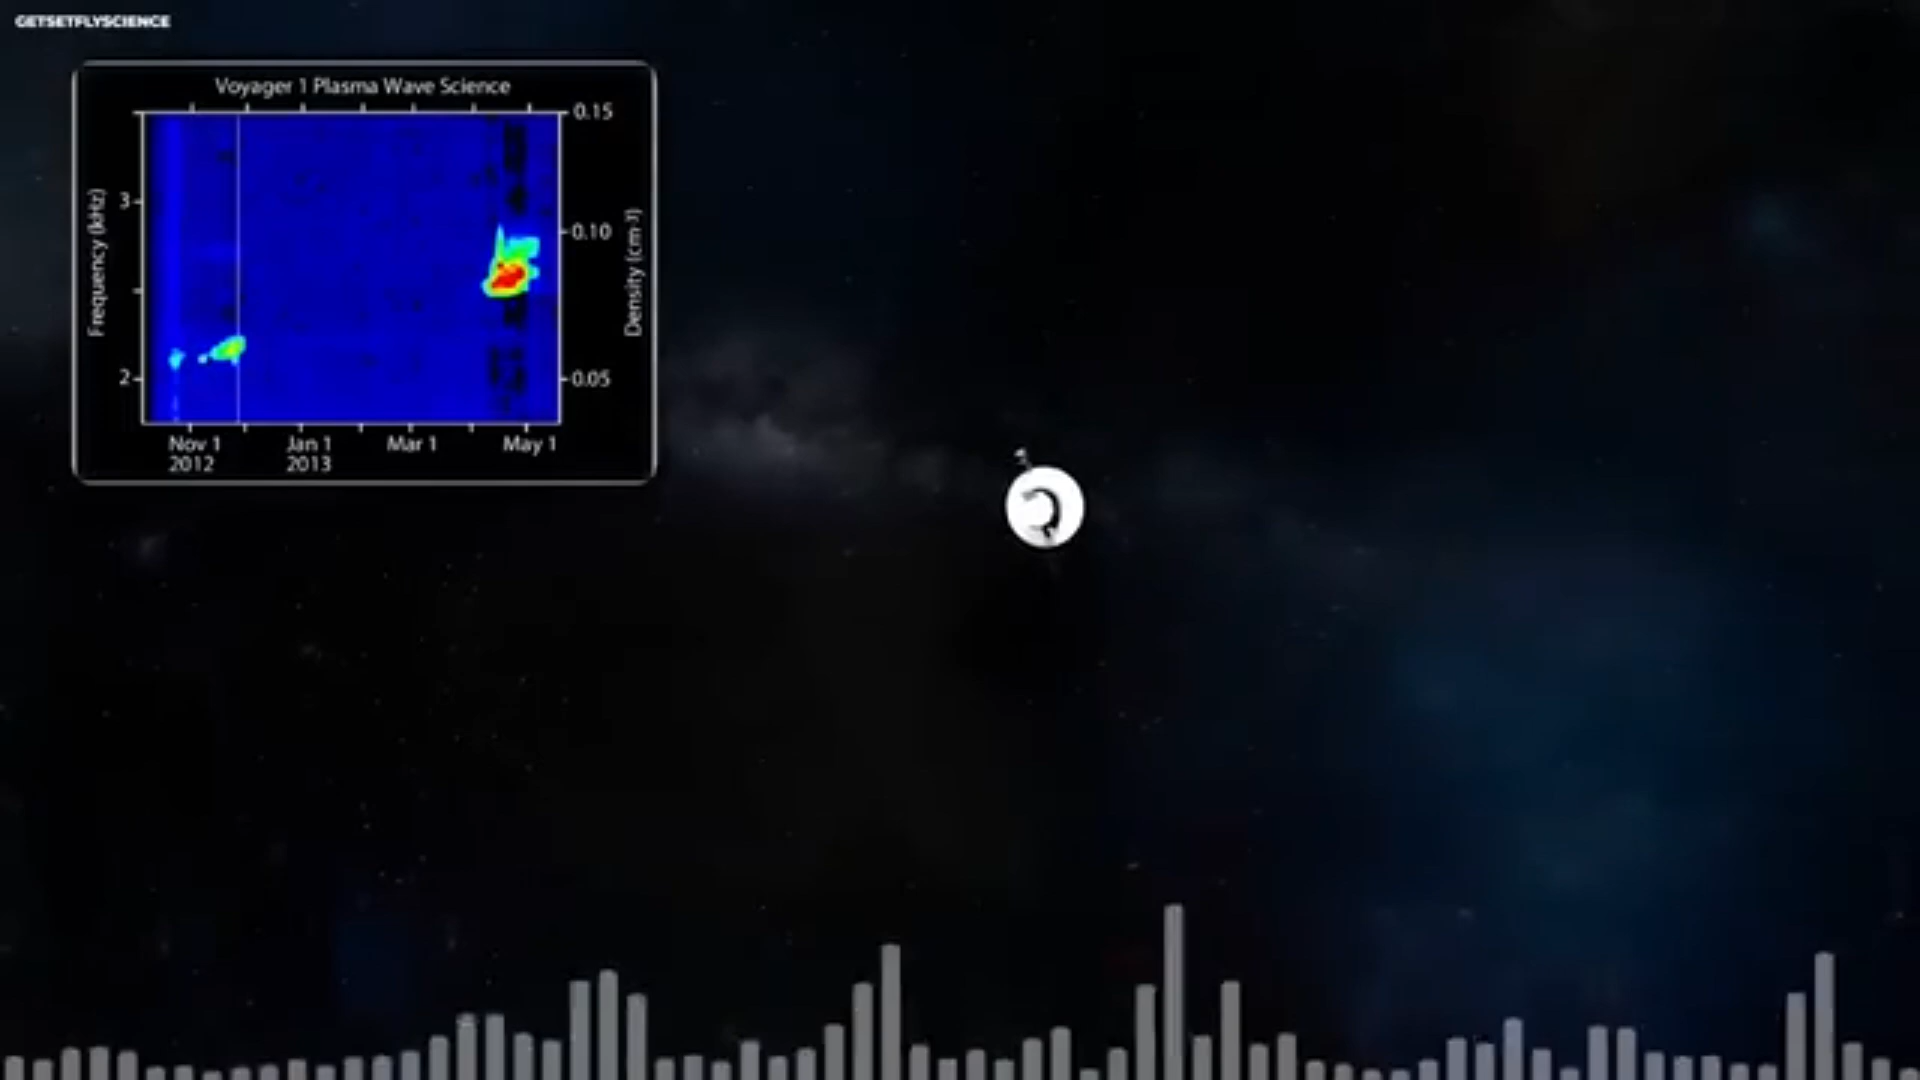 GETSETFLYSCIENCE
Voyager 1 Plasma Wave Science
0.15
3
0.10
2
0.05
Frequency (kHz)
Density (cm-J)
Nov 1 Jan 1 Mar 1 May 1
2012 2013